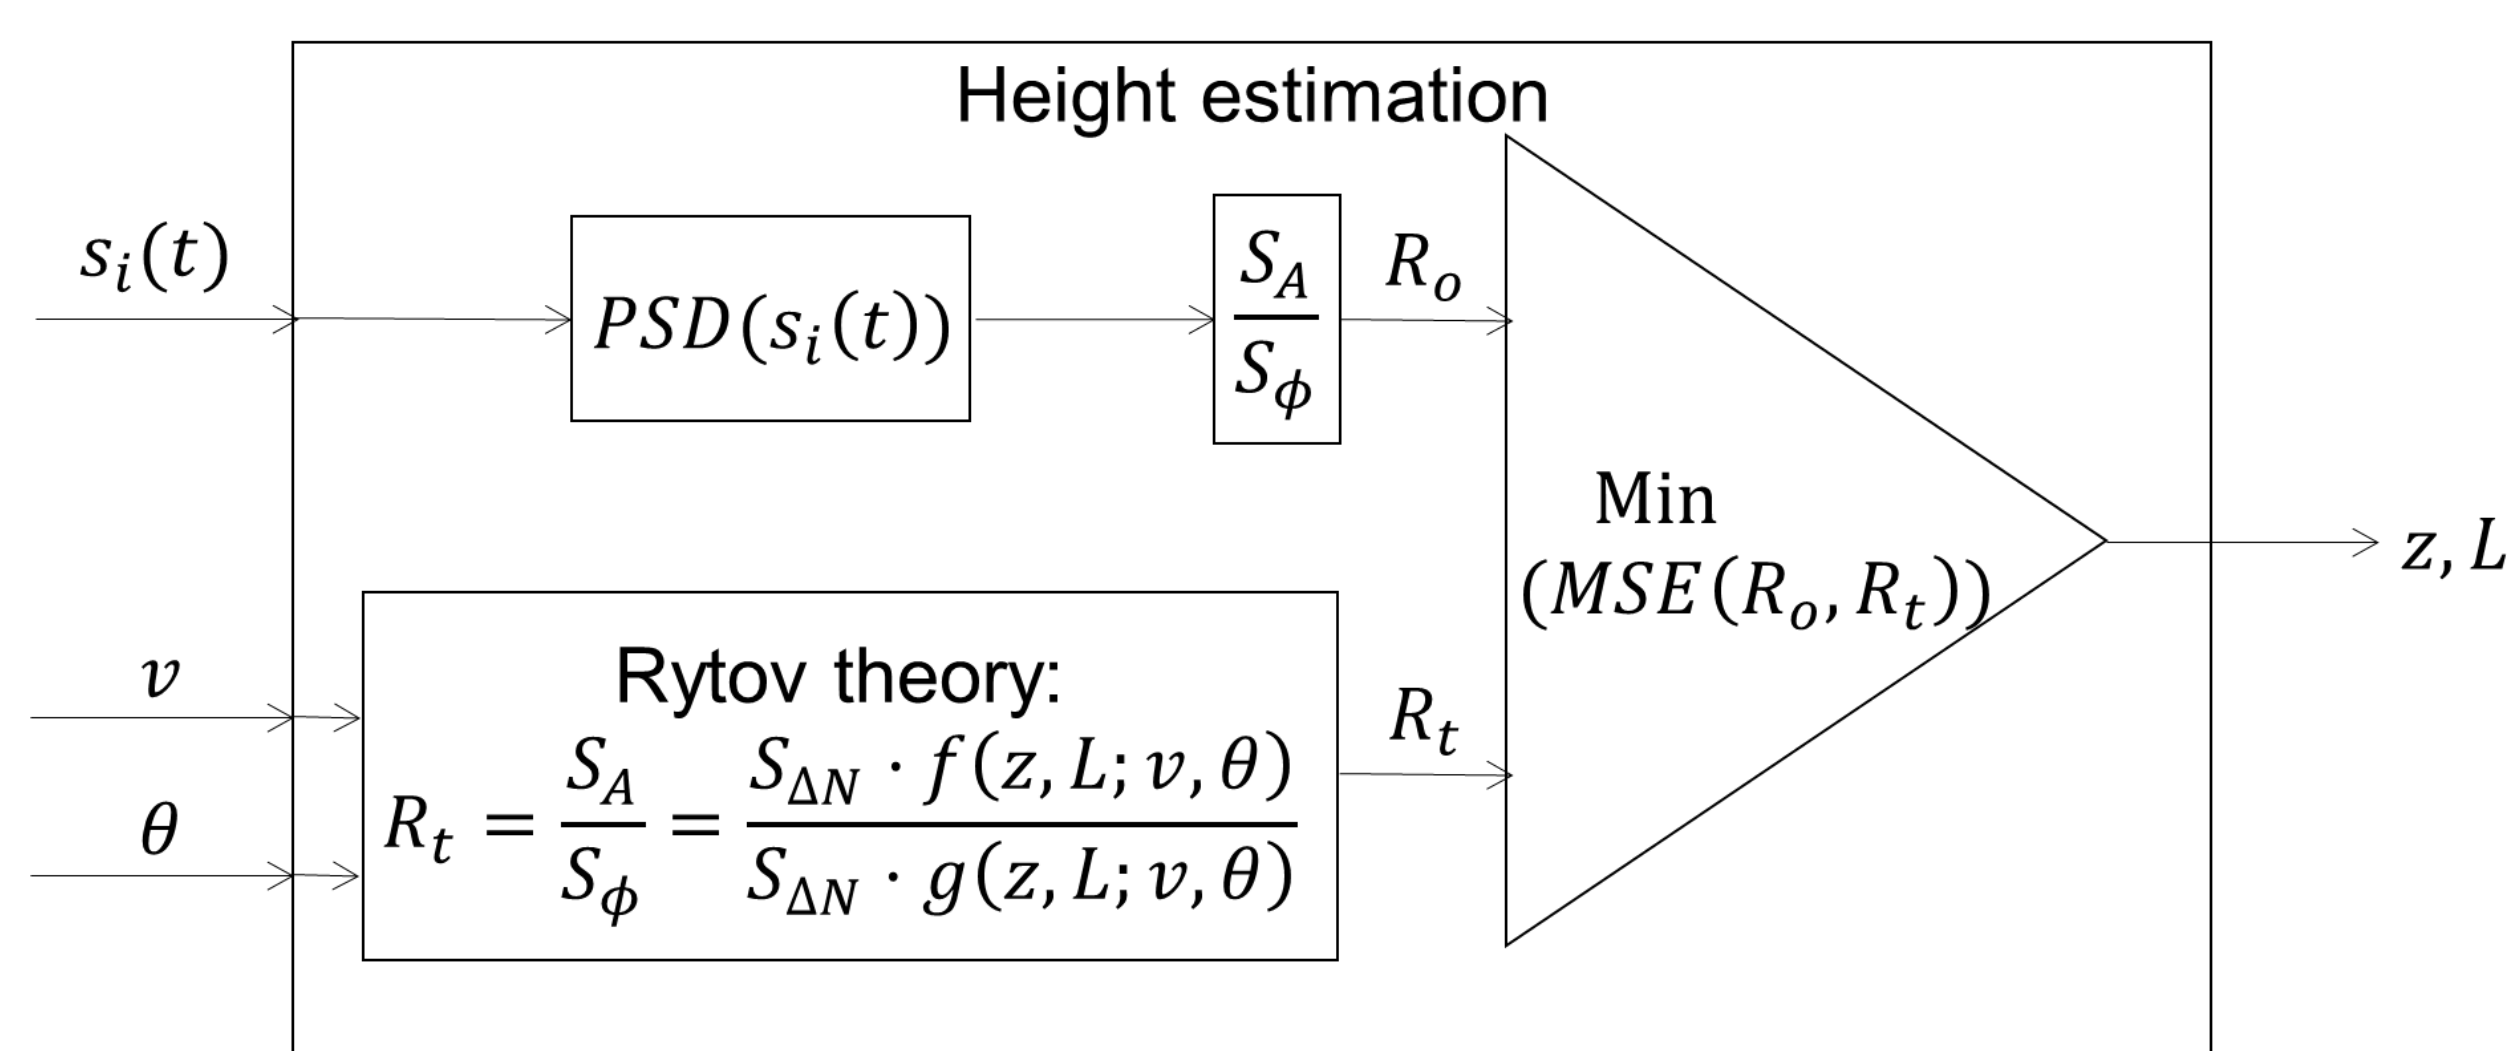 Height estimation
s_i(t)
PSD(s_i(t))
S_A / S_ϕ
R_o
Min
(MSE(R_o, R_t))
z, L
v
θ
Rytov theory:
R_t = S_A / S_ϕ = S_ΔN · f(z, L; v, θ) / S_ΔN · g(z, L; v, θ)
R_t